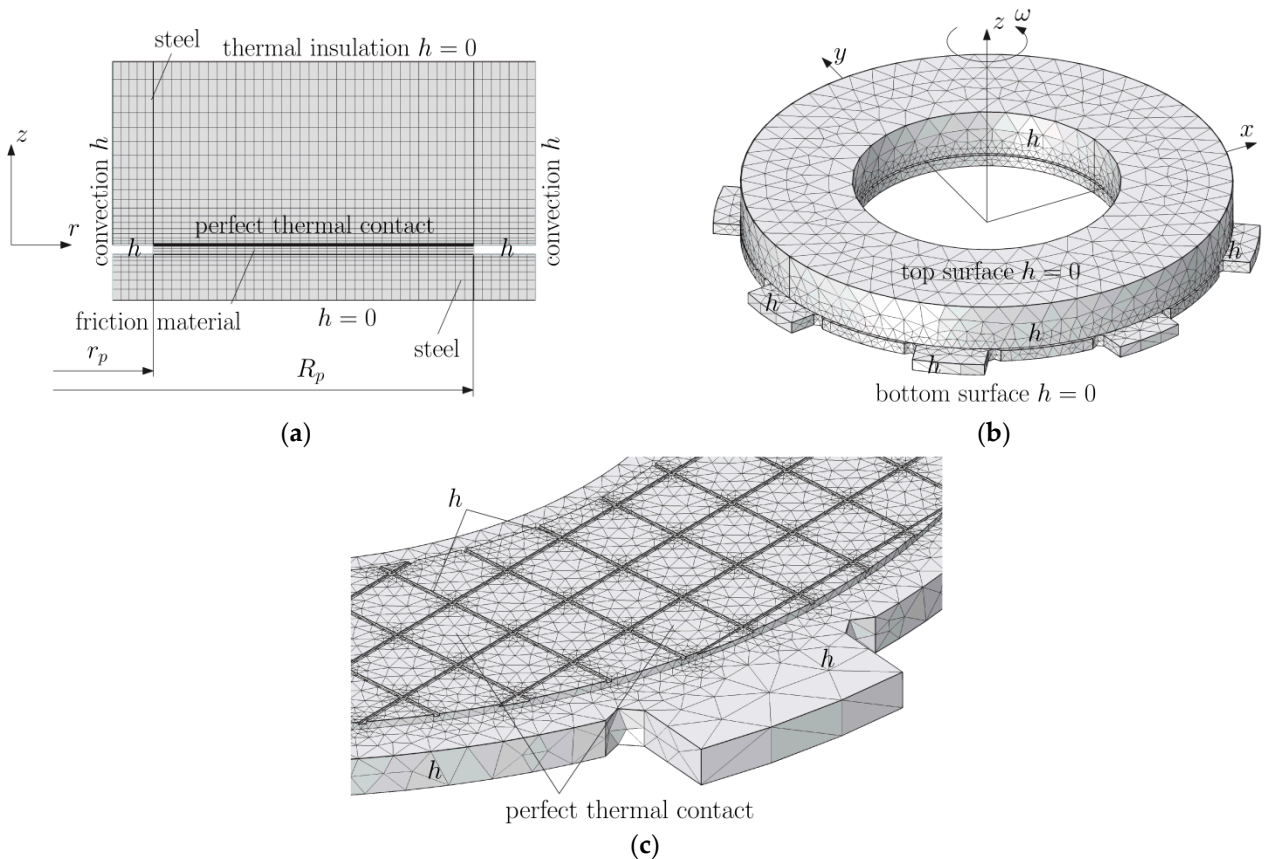 steel
thermal insulation h = 0
z
r
convection h
h
perfect thermal contact
h
convection h
friction material
h = 0
steel
r_p
R_p
(a)
z
ω
y
x
h
top surface h = 0
h
h
h
h
bottom surface h = 0
(b)
h
h
h
perfect thermal contact
(c)